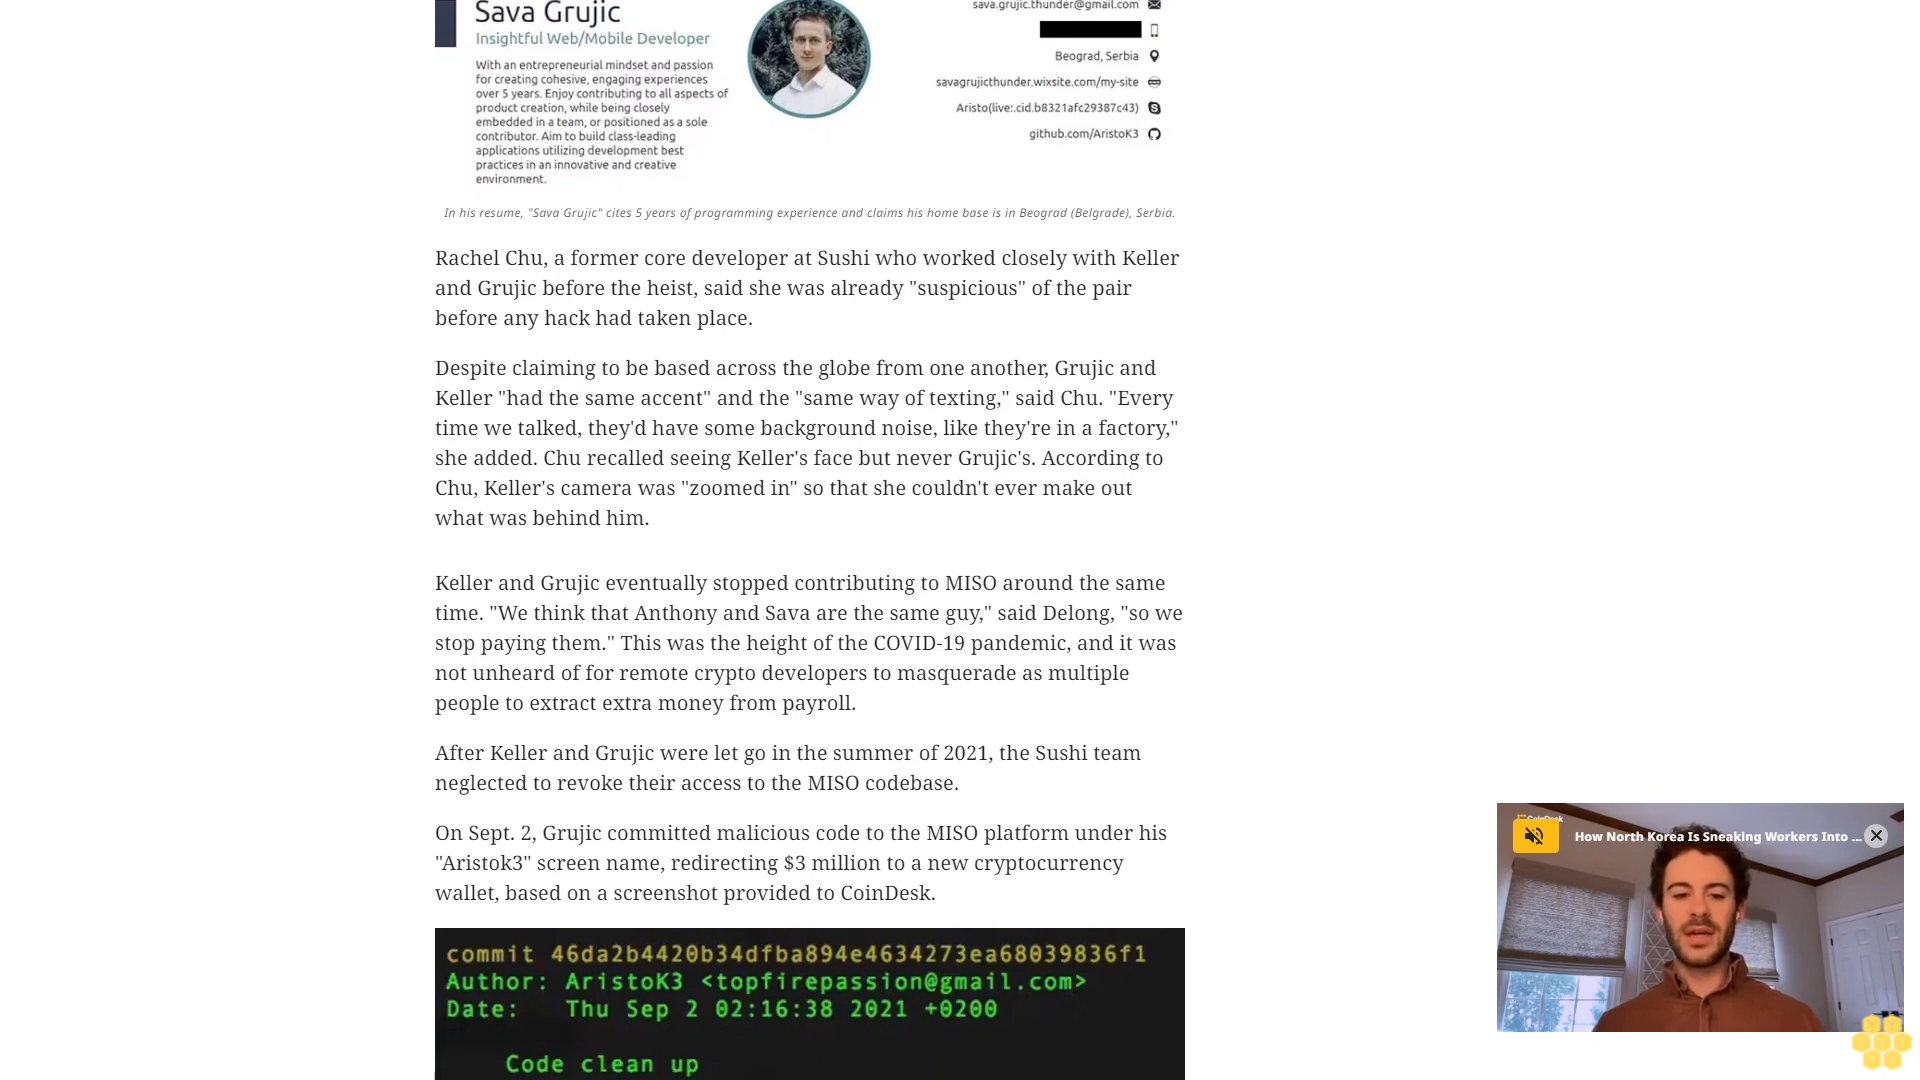 Sava Grujic
Insightful Web/Mobile Developer
With an entrepreneurial mindset and passion
for creating cohesive, engaging experiences
over 5 years. Enjoy contributing to all aspects of
product creation, while being closely
embedded in a team, or positioned as a sole
contributor. Aim to build class-leading
applications utilizing development best
practices in an innovative and creative
environment.
sava.grujic.thunder@gmail.com
Beograd, Serbia
savagrujicthunder.wixsite.com/my-site
Aristo(live:.cid.b8321afc29387c43)
github.com/AristoK3
In his resume, "Sava Grujic" cites 5 years of programming experience and claims his home base is in Beograd (Belgrade), Serbia.
Rachel Chu, a former core developer at Sushi who worked closely with Keller
and Grujic before the heist, said she was already "suspicious" of the pair
before any hack had taken place.
Despite claiming to be based across the globe from one another, Grujic and
Keller "had the same accent" and the "same way of texting," said Chu. "Every
time we talked, they'd have some background noise, like they're in a factory,"
she added. Chu recalled seeing Keller's face but never Grujic's. According to
Chu, Keller's camera was "zoomed in" so that she couldn't ever make out
what was behind him.
Keller and Grujic eventually stopped contributing to MISO around the same
time. "We think that Anthony and Sava are the same guy," said Delong, "so we
stop paying them." This was the height of the COVID-19 pandemic, and it was
not unheard of for remote crypto developers to masquerade as multiple
people to extract extra money from payroll.
After Keller and Grujic were let go in the summer of 2021, the Sushi team
neglected to revoke their access to the MISO codebase.
On Sept. 2, Grujic committed malicious code to the MISO platform under his
"Aristok3" screen name, redirecting $3 million to a new cryptocurrency
wallet, based on a screenshot provided to CoinDesk.
commit 46da2b4420b34dfba894e4634273ea68039836f1
Author: AristoK3 <topfirepassion@gmail.com>
Date: Thu Sep 2 02:16:38 2021 +0200
Code clean up
CoinDesk
How North Korea Is Sneaking Workers Into ...